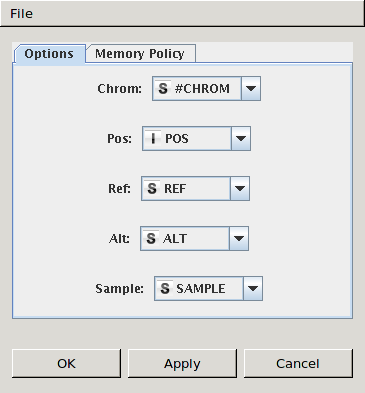 File
Options Memory Policy
Chrom: S #CHROM
Pos: I POS
Ref: S REF
Alt: S ALT
Sample: S SAMPLE
OK Apply Cancel